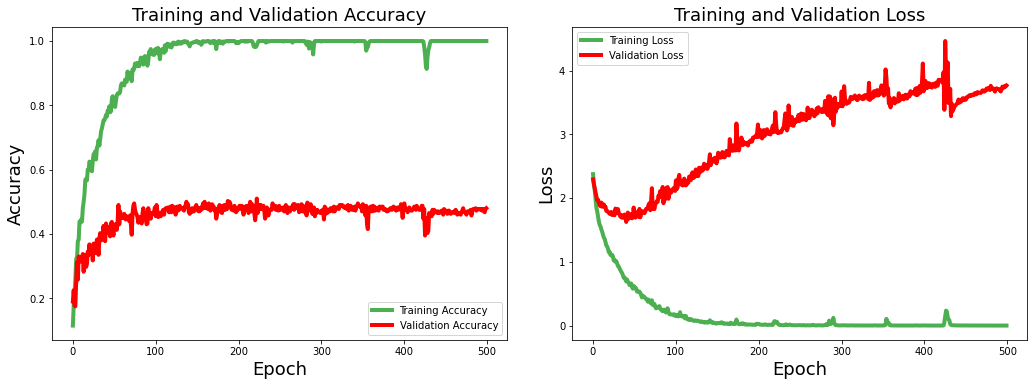 Training and Validation Accuracy
Accuracy
1.0
0.8
0.6
0.4
0.2
0
100
200
300
400
500
Epoch
Training Accuracy
Validation Accuracy
Training and Validation Loss
Loss
4
3
2
1
0
0
100
200
300
400
500
Epoch
Training Loss
Validation Loss